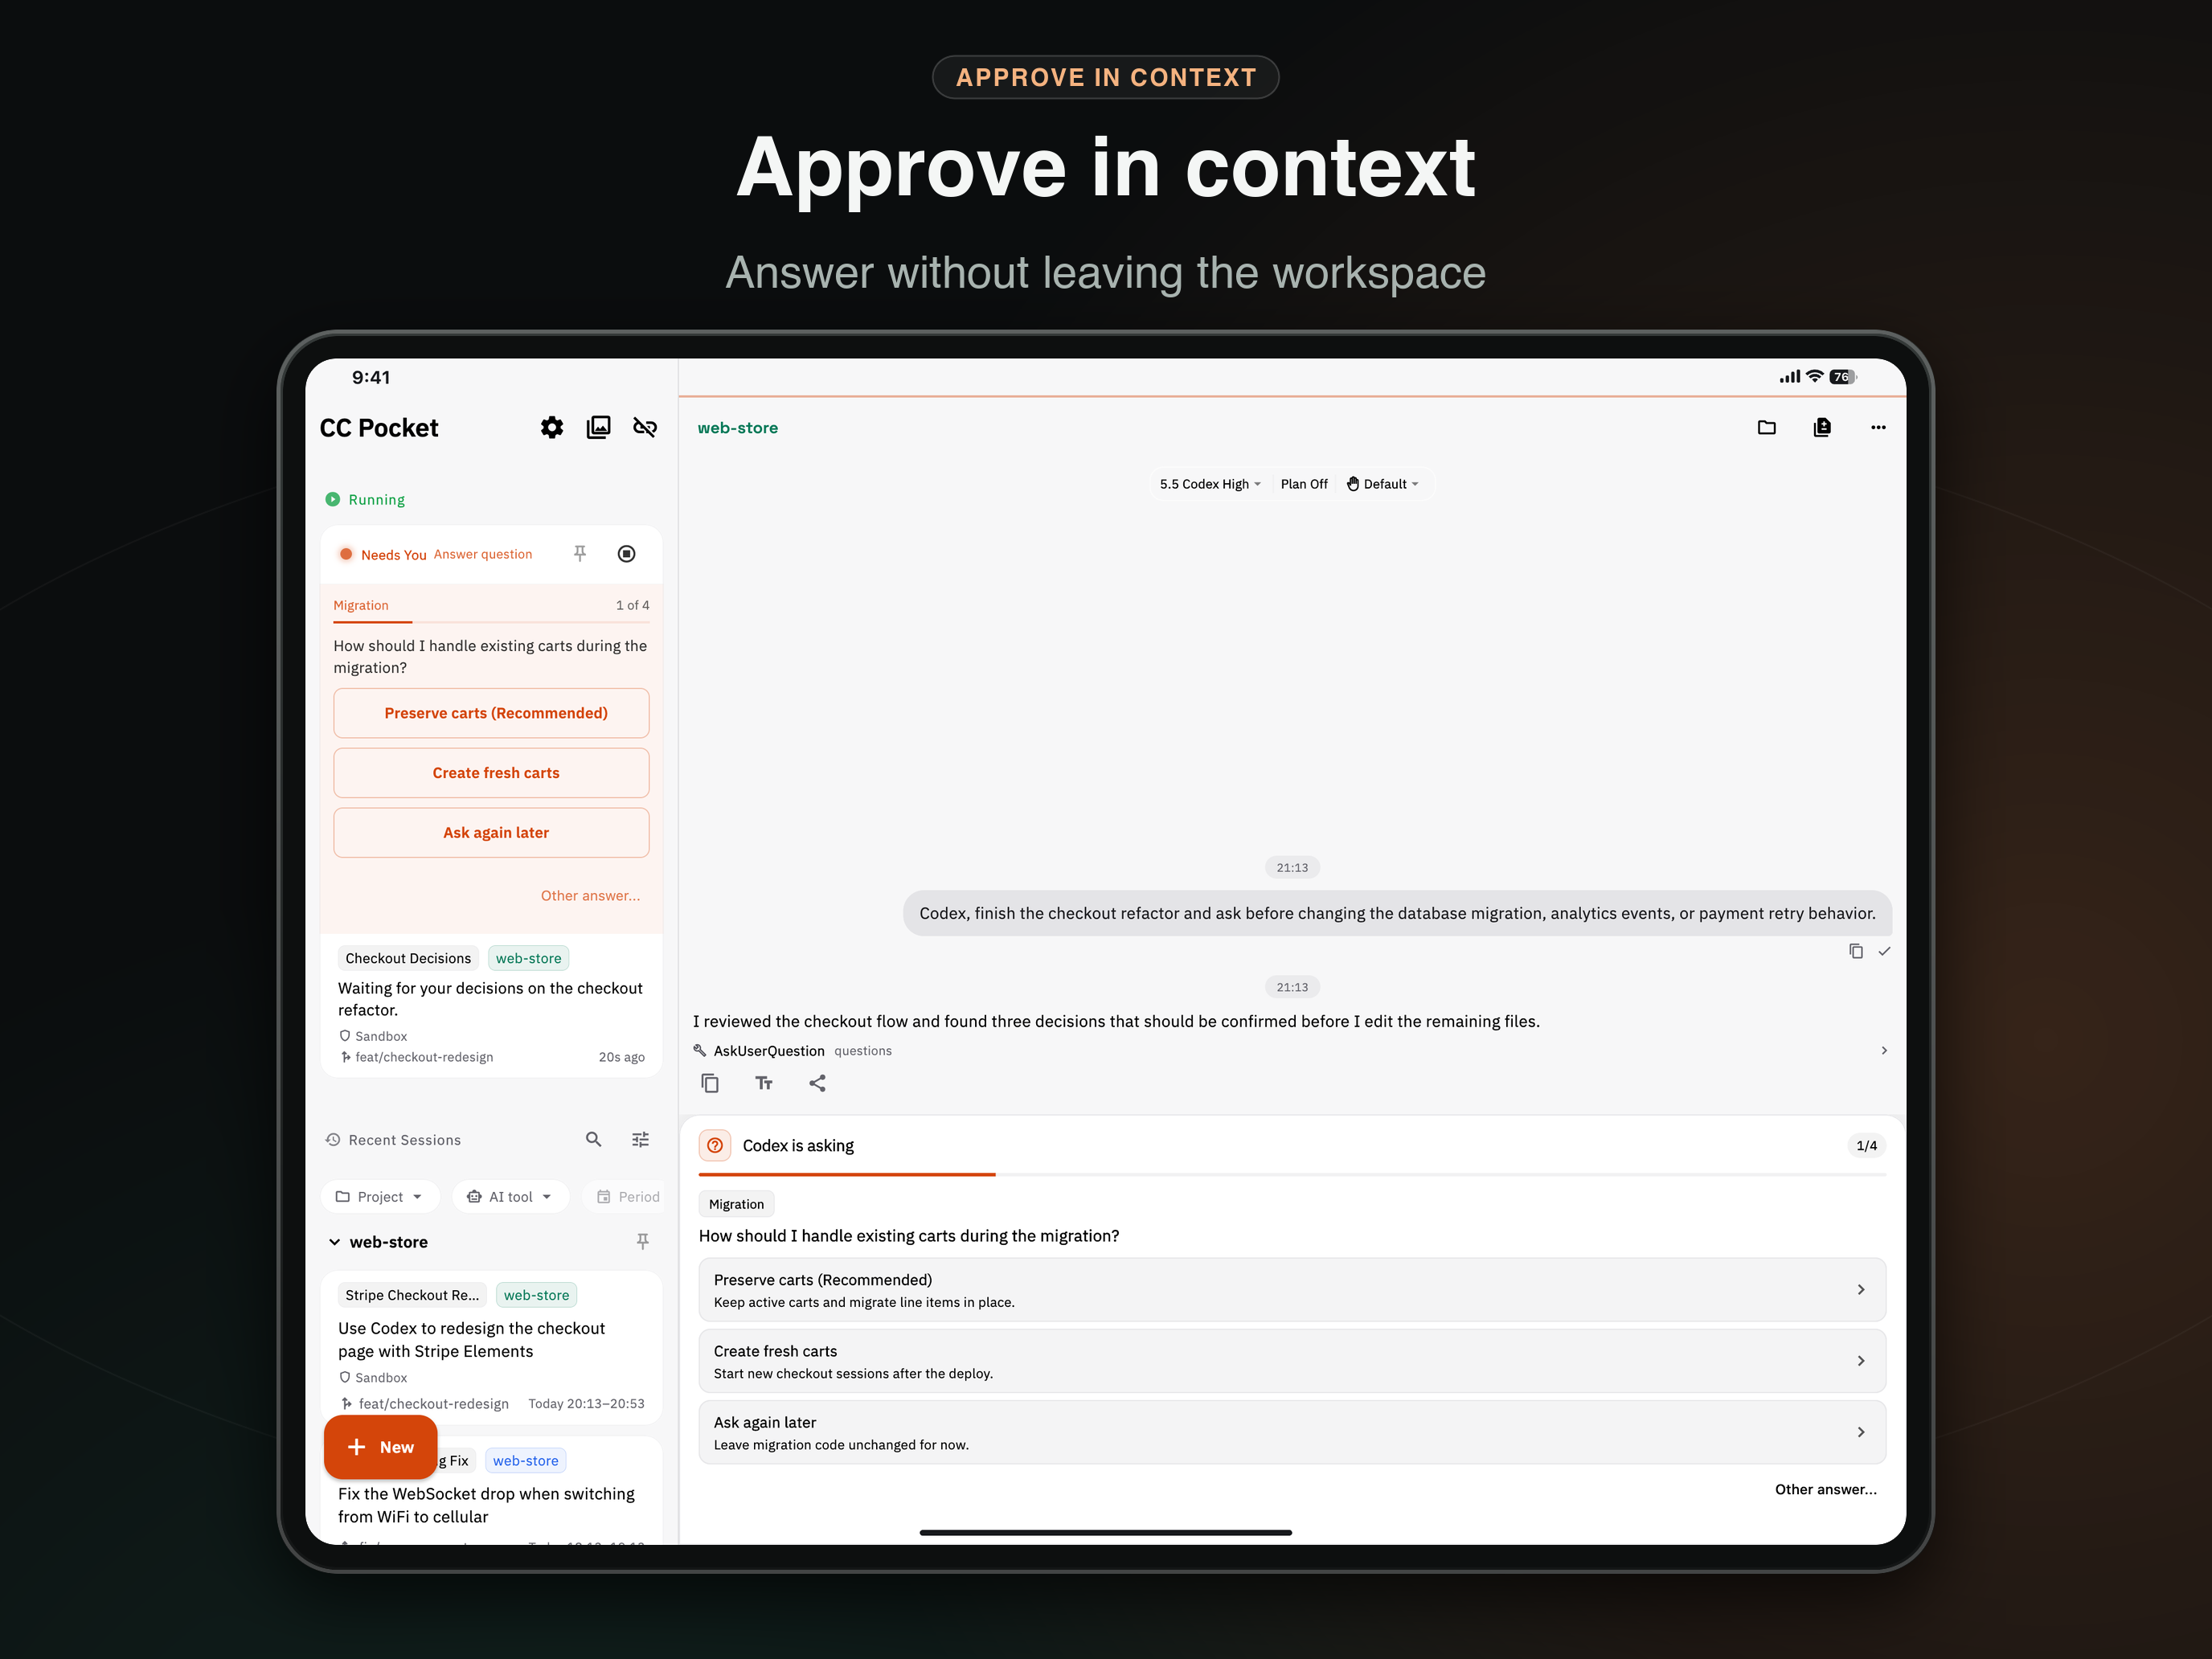 APPROVE IN CONTEXT
Approve in context
Answer without leaving the workspace
9:41
76
CC Pocket
Running
Needs You Answer question
Migration 1 of 4
How should I handle existing carts during the
migration?
Preserve carts (Recommended)
Create fresh carts
Ask again later
Other answer...
Checkout Decisions web-store
Waiting for your decisions on the checkout
refactor.
Sandbox
feat/checkout-redesign 20s ago
Recent Sessions
Project AI tool Period
web-store
Stripe Checkout Re... web-store
Use Codex to redesign the checkout
page with Stripe Elements
Sandbox
feat/checkout-redesign Today 20:13–20:53
New
g Fix web-store
Fix the WebSocket drop when switching
from WiFi to cellular
web-store
5.5 Codex High Plan Off Default
21:13
Codex, finish the checkout refactor and ask before changing the database migration, analytics events, or payment retry behavior.
21:13
I reviewed the checkout flow and found three decisions that should be confirmed before I edit the remaining files.
AskUserQuestion questions
Codex is asking 1/4
Migration
How should I handle existing carts during the migration?
Preserve carts (Recommended)
Keep active carts and migrate line items in place.
Create fresh carts
Start new checkout sessions after the deploy.
Ask again later
Leave migration code unchanged for now.
Other answer...